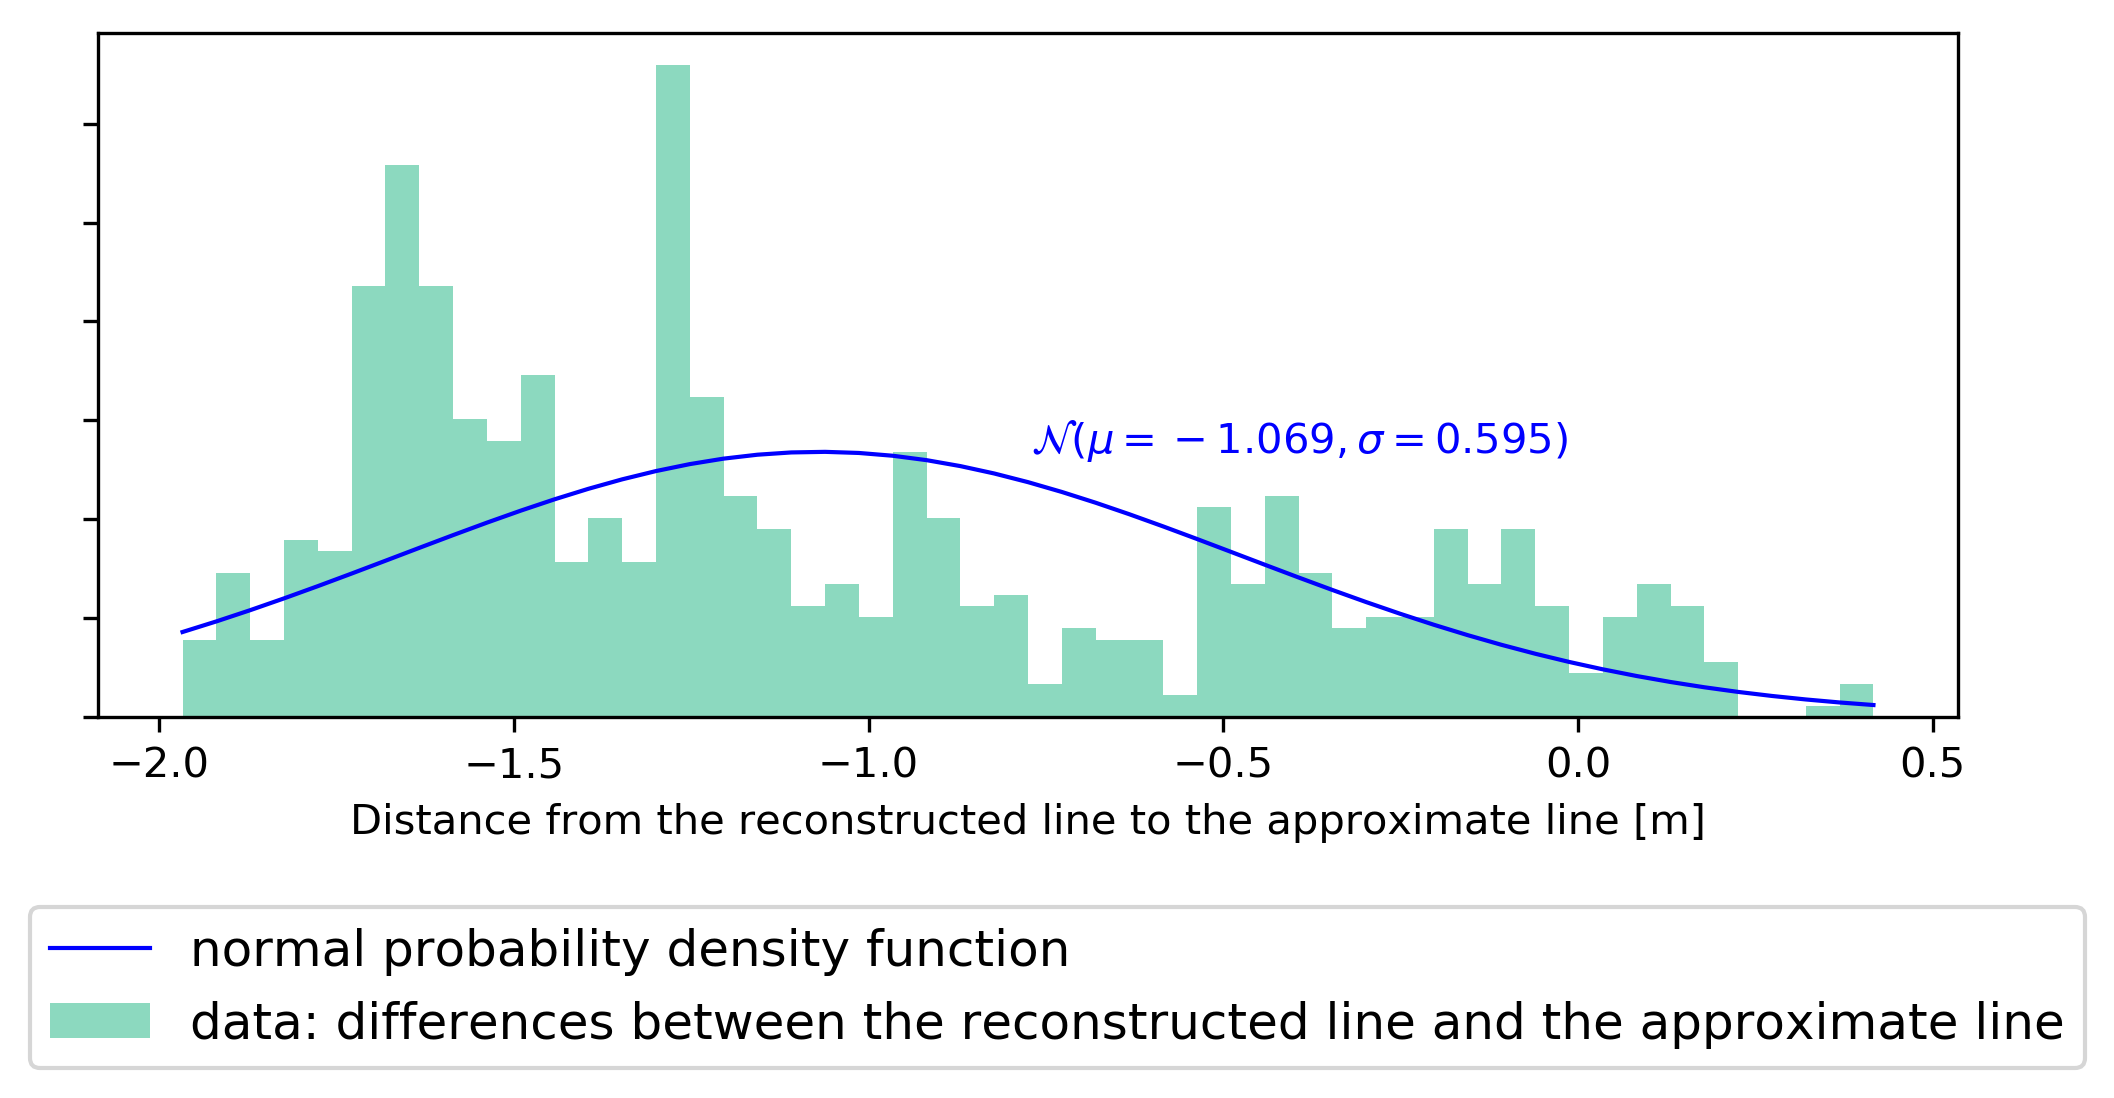 𝒩(μ = −1.069, σ = 0.595)
−2.0 −1.5 −1.0 −0.5 0.0 0.5
Distance from the reconstructed line to the approximate line [m]
normal probability density function
data: differences between the reconstructed line and the approximate line